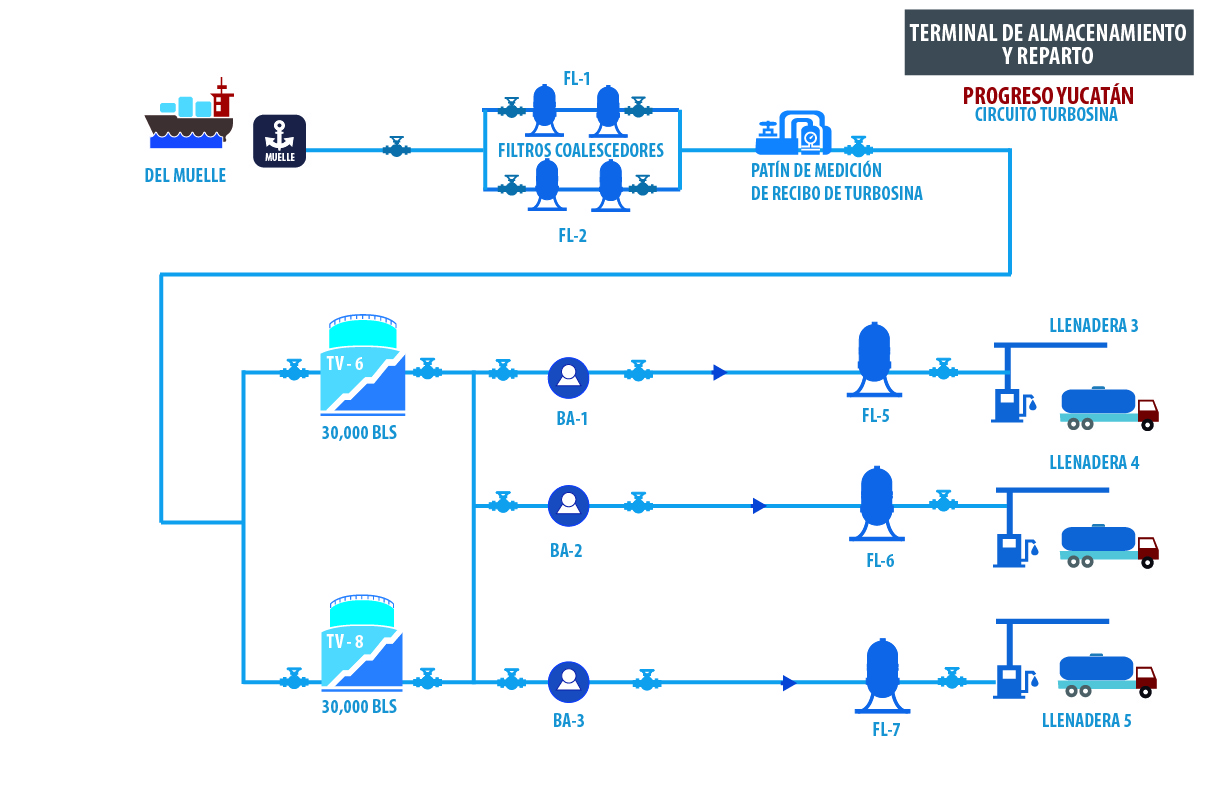 TERMINAL DE ALMACENAMIENTO
Y REPARTO
PROGRESO YUCATÁN
CIRCUITO TURBOSINA
FL-1
MUELLE
DEL MUELLE
FILTROS COALESCEDORES
FL-2
PATÍN DE MEDICIÓN
DE RECIBO DE TURBOSINA
TV - 6
30,000 BLS
BA-1
FL-5
LLENADERA 3
BA-2
FL-6
LLENADERA 4
TV - 8
30,000 BLS
BA-3
FL-7
LLENADERA 5